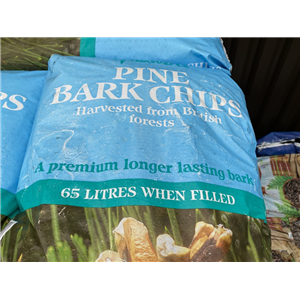 PINE
BARK CHIPS
Harvested from British
forests
A premium longer lasting bark
65 LITRES WHEN FILLED